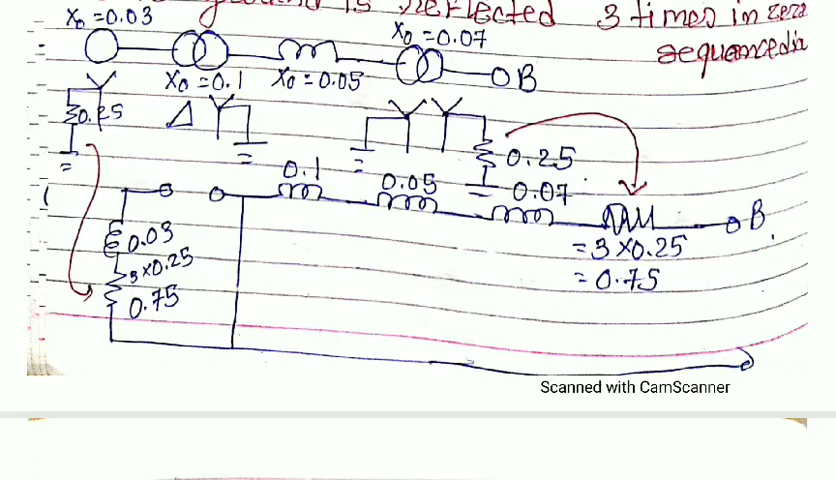 ground is reflected 3 times in zero
sequence dia
X₀ = 0.03
X₀ = 0.07
B
X₀ = 0.1 X₀ = 0.05
0.25
Δ
0.25
0.1
0.05
0.07
B.
0.03
3 × 0.25
0.75
= 3 × 0.25
= 0.75
Scanned with CamScanner